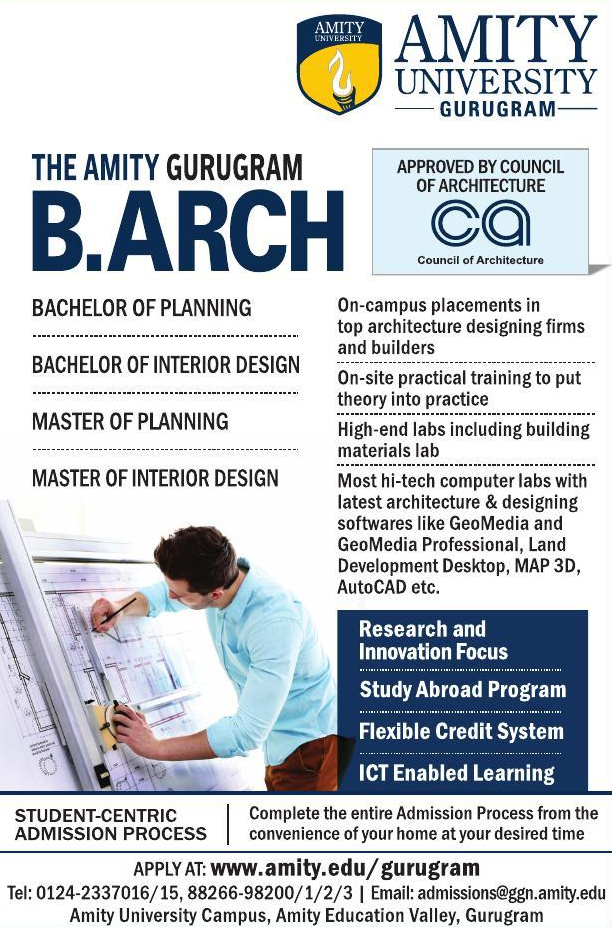 AMITY
UNIVERSITY
AMITY
UNIVERSITY
GURUGRAM
THE AMITY GURUGRAM
B.ARCH
APPROVED BY COUNCIL
OF ARCHITECTURE
ca
Council of Architecture
BACHELOR OF PLANNING
BACHELOR OF INTERIOR DESIGN
MASTER OF PLANNING
MASTER OF INTERIOR DESIGN
On-campus placements in
top architecture designing firms
and builders
On-site practical training to put
theory into practice
High-end labs including building
materials lab
Most hi-tech computer labs with
latest architecture & designing
softwares like GeoMedia and
GeoMedia Professional, Land
Development Desktop, MAP 3D,
AutoCAD etc.
Research and
Innovation Focus
Study Abroad Program
Flexible Credit System
ICT Enabled Learning
STUDENT-CENTRIC
ADMISSION PROCESS
Complete the entire Admission Process from the
convenience of your home at your desired time
APPLY AT: www.amity.edu/gurugram
Tel: 0124-2337016/15, 88266-98200/1/2/3 | Email: admissions@ggn.amity.edu
Amity University Campus, Amity Education Valley, Gurugram